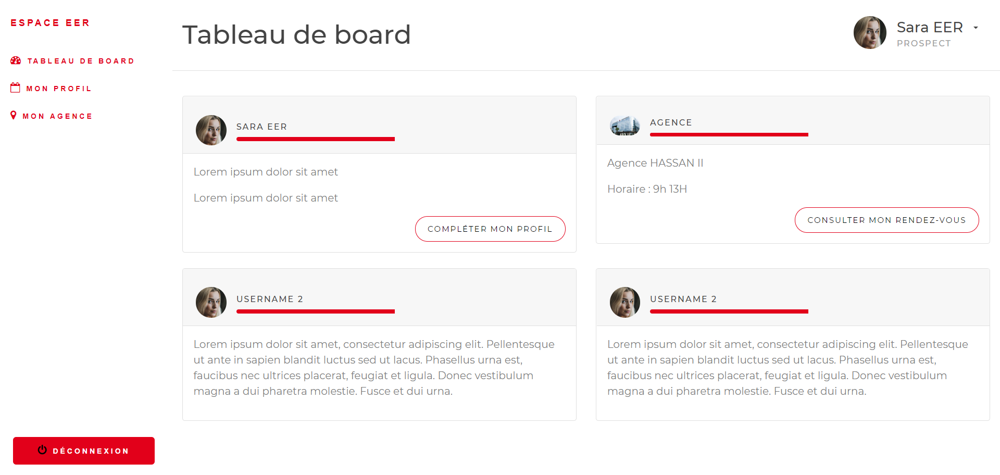 ESPACE EER
TABLEAU DE BOARD
MON PROFIL
MON AGENCE
DÉCONNEXION
Tableau de board
Sara EER
PROSPECT
SARA EER
Lorem ipsum dolor sit amet
Lorem ipsum dolor sit amet
COMPLÉTER MON PROFIL
AGENCE
Agence HASSAN II
Horaire : 9h 13H
CONSULTER MON RENDEZ-VOUS
USERNAME 2
Lorem ipsum dolor sit amet, consectetur adipiscing elit. Pellentesque
ut ante in sapien blandit luctus sed ut lacus. Phasellus urna est,
faucibus nec ultrices placerat, feugiat et ligula. Donec vestibulum
magna a dui pharetra molestie. Fusce et dui urna.
USERNAME 2
Lorem ipsum dolor sit amet, consectetur adipiscing elit. Pellentesque
ut ante in sapien blandit luctus sed ut lacus. Phasellus urna est,
faucibus nec ultrices placerat, feugiat et ligula. Donec vestibulum
magna a dui pharetra molestie. Fusce et dui urna.